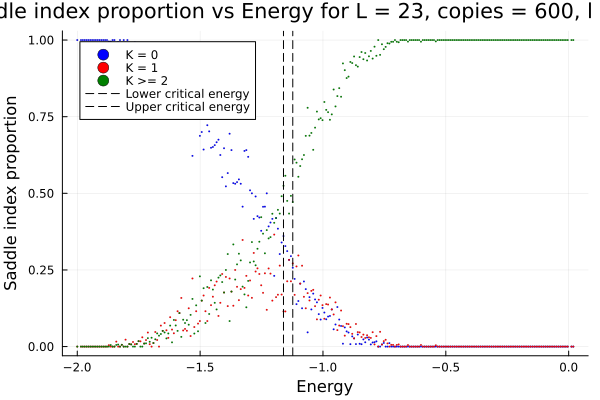 dle index proportion vs Energy for L = 23, copies = 600,
1.00
0.75
0.50
0.25
0.00
Saddle index proportion
K = 0
K = 1
K >= 2
Lower critical energy
Upper critical energy
−2.0
−1.5
−1.0
−0.5
0.0
Energy